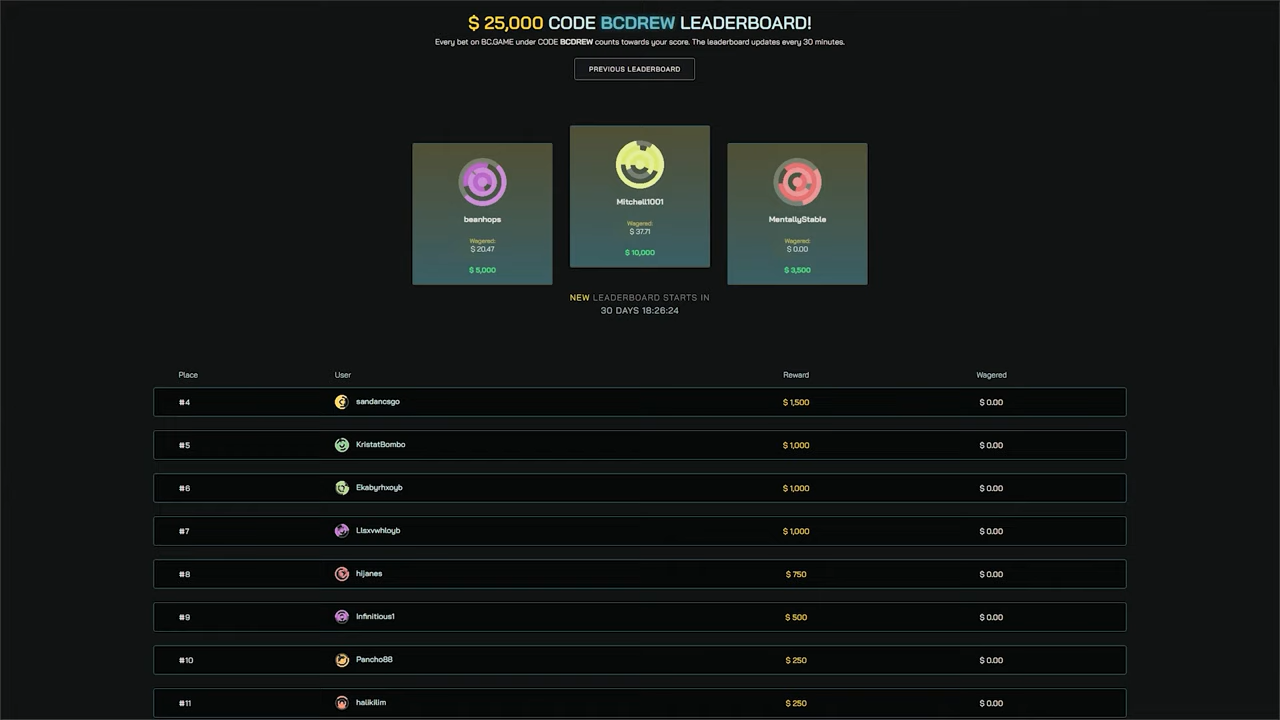 $ 25,000 CODE BCDREW LEADERBOARD!
Every bet on BC.GAME under CODE BCDREW counts towards your score. The leaderboard updates every 30 minutes.
PREVIOUS LEADERBOARD
beanhops
Wagered:
$ 20.47
$ 5,000
Mitchell1001
Wagered:
$ 37.71
$ 10,000
MentallyStable
Wagered:
$ 0.00
$ 3,500
NEW LEADERBOARD STARTS IN
30 DAYS 18:26:24
Place User Reward Wagered
#4 sandancsgo $ 1,500 $ 0.00
#5 KristatBombo $ 1,000 $ 0.00
#6 Ekabyrhxoyb $ 1,000 $ 0.00
#7 Llsxvwhloyb $ 1,000 $ 0.00
#8 hijanes $ 750 $ 0.00
#9 Infinitious1 $ 500 $ 0.00
#10 Pancho88 $ 250 $ 0.00
#11 halikilim $ 250 $ 0.00